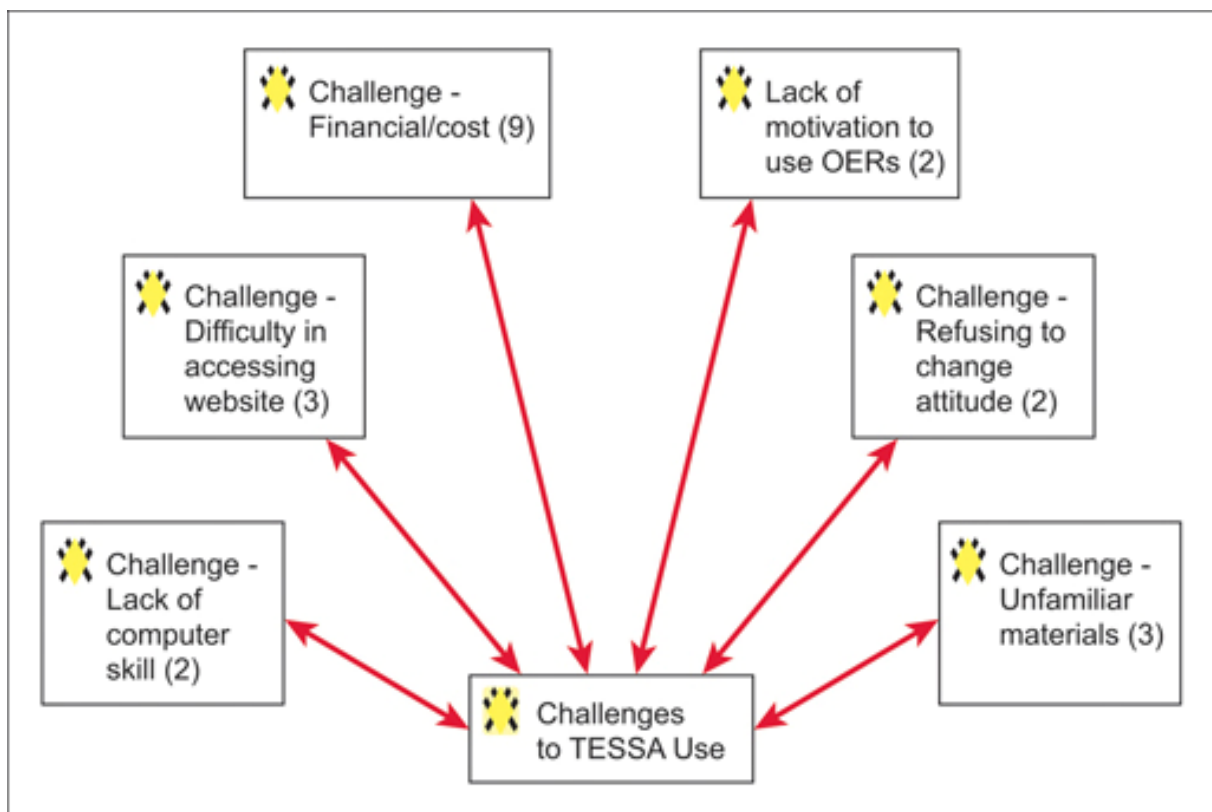 Challenge -
Financial/cost (9)
Lack of
motivation to
use OERs (2)
Challenge -
Difficulty in
accessing
website (3)
Challenge -
Refusing to
change
attitude (2)
Challenge -
Lack of
computer
skill (2)
Challenge -
Unfamiliar
materials (3)
Challenges
to TESSA Use